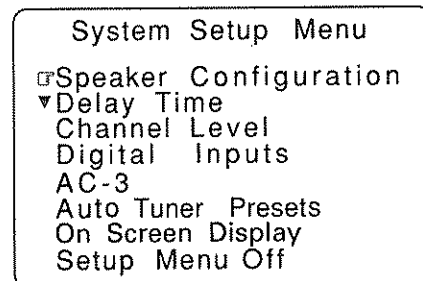 System Setup Menu
☞Speaker Configuration
▼Delay Time
Channel Level
Digital Inputs
AC-3
Auto Tuner Presets
On Screen Display
Setup Menu Off